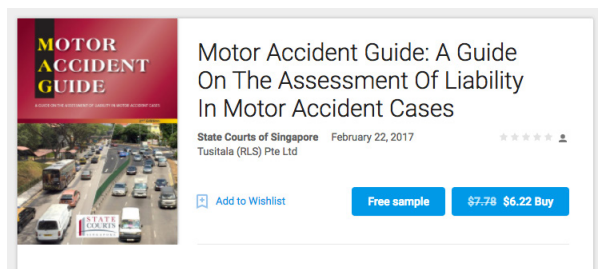 MOTOR
ACCIDENT
GUIDE
A GUIDE ON THE ASSESSMENT OF LIABILITY IN MOTOR ACCIDENT CASES
STATE
COURTS
Motor Accident Guide: A Guide
On The Assessment Of Liability
In Motor Accident Cases
State Courts of Singapore February 22, 2017
Tusitala (RLS) Pte Ltd
Add to Wishlist
Free sample
$7.78 $6.22 Buy